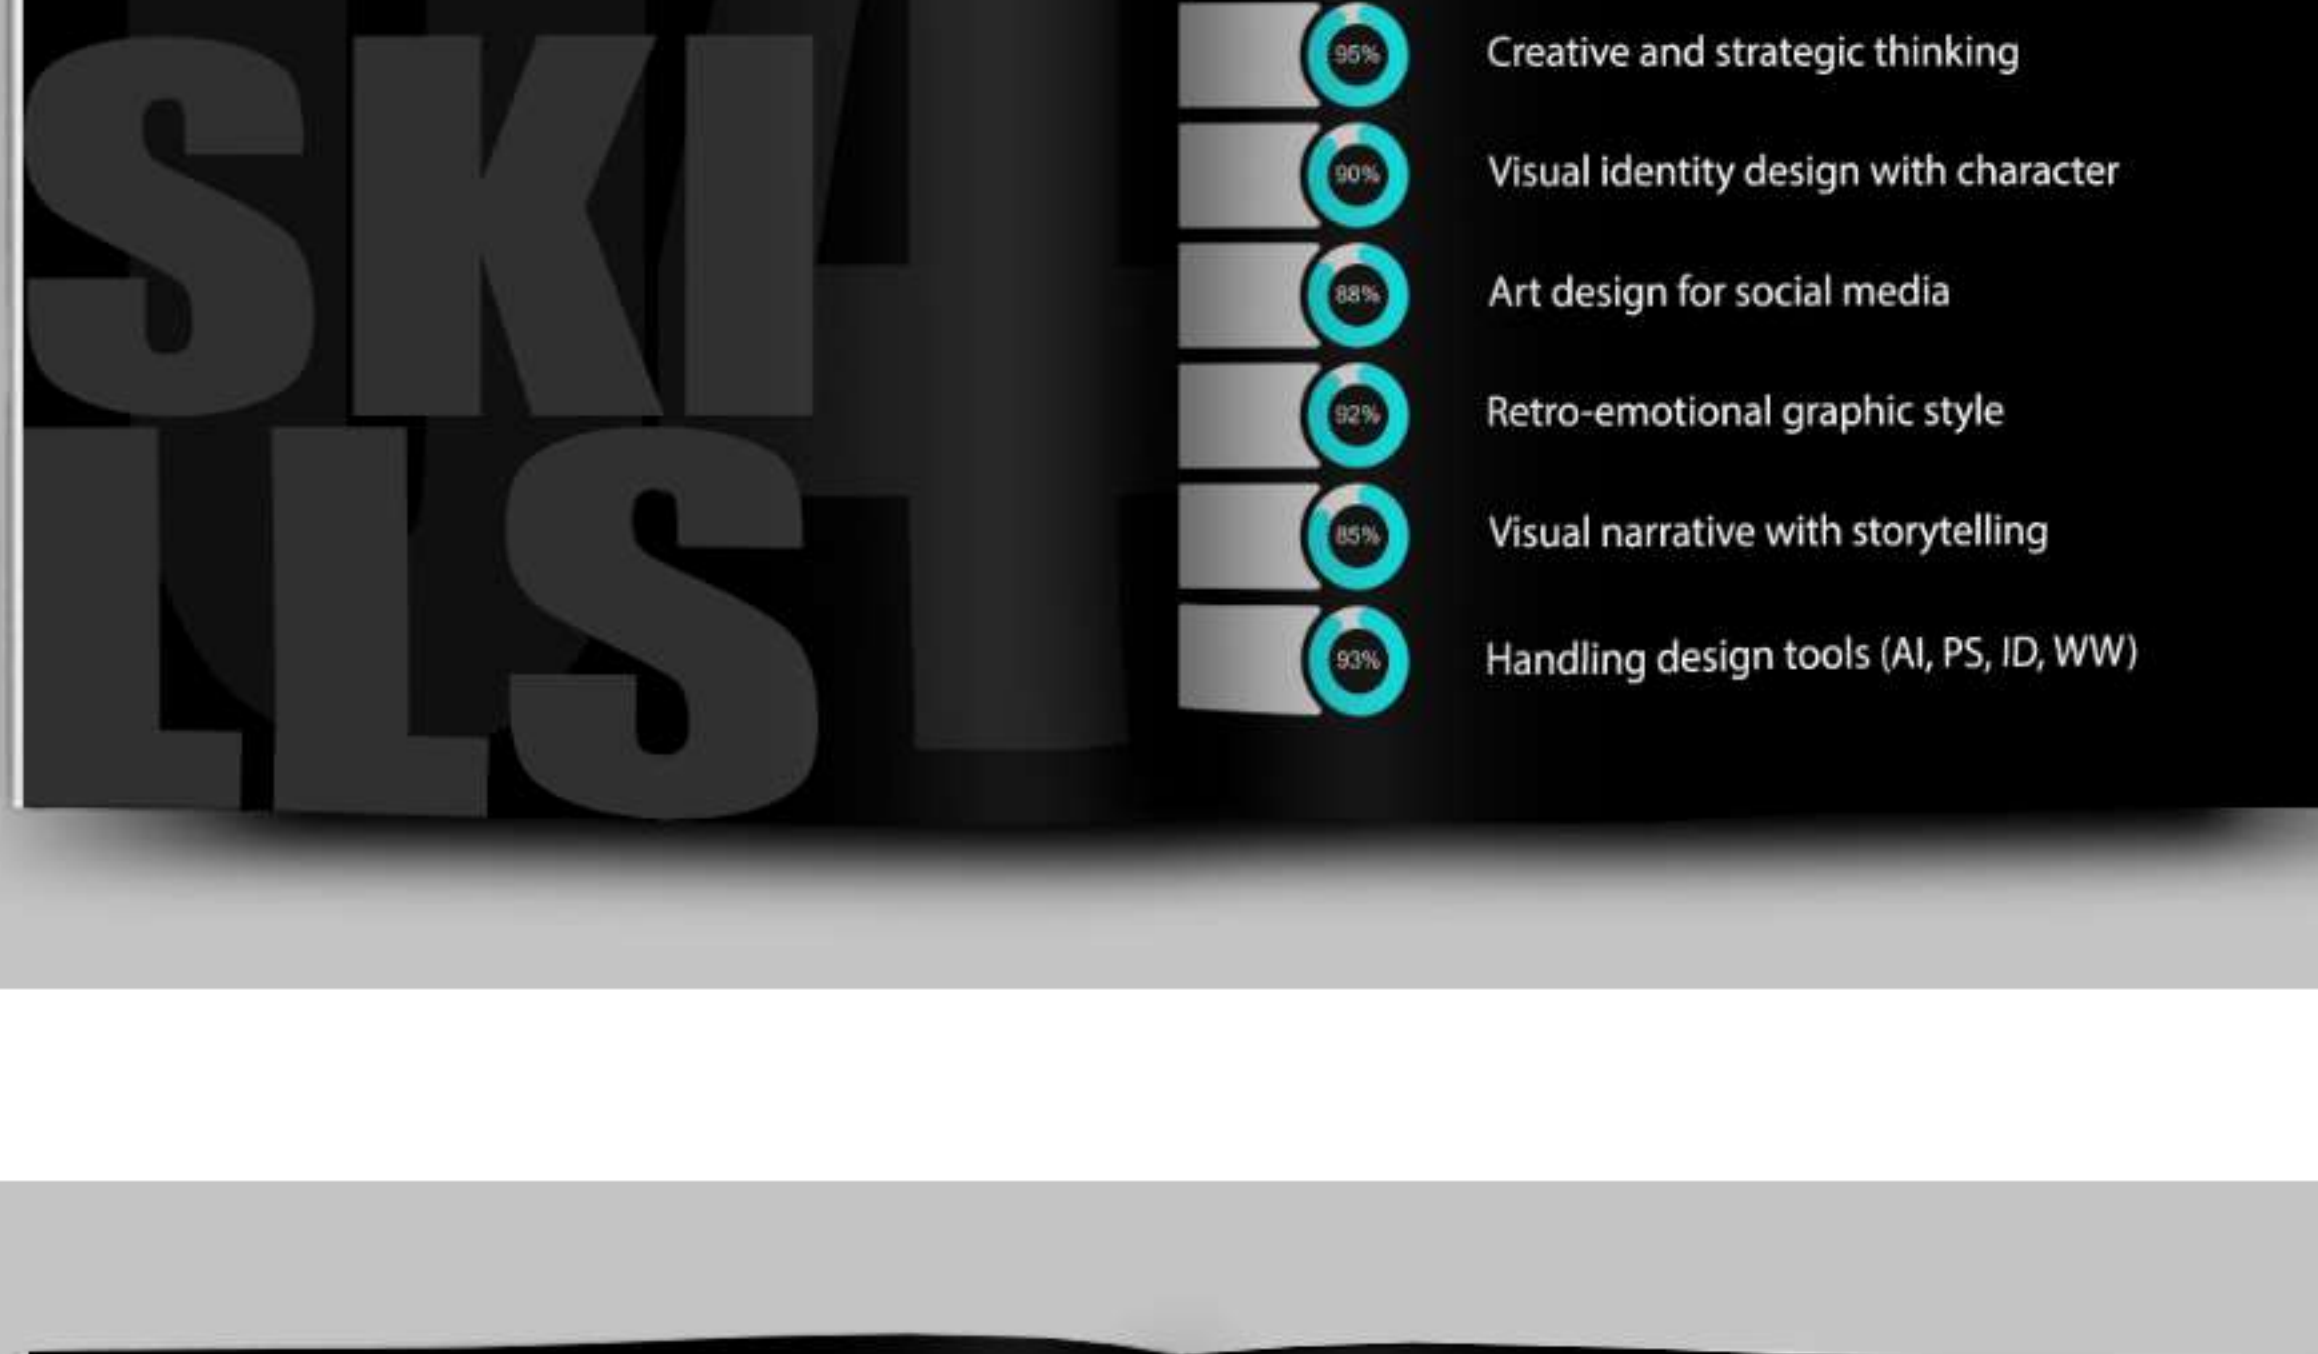 SKI
LLS
95% Creative and strategic thinking
90% Visual identity design with character
88% Art design for social media
92% Retro-emotional graphic style
85% Visual narrative with storytelling
93% Handling design tools (AI, PS, ID, WW)